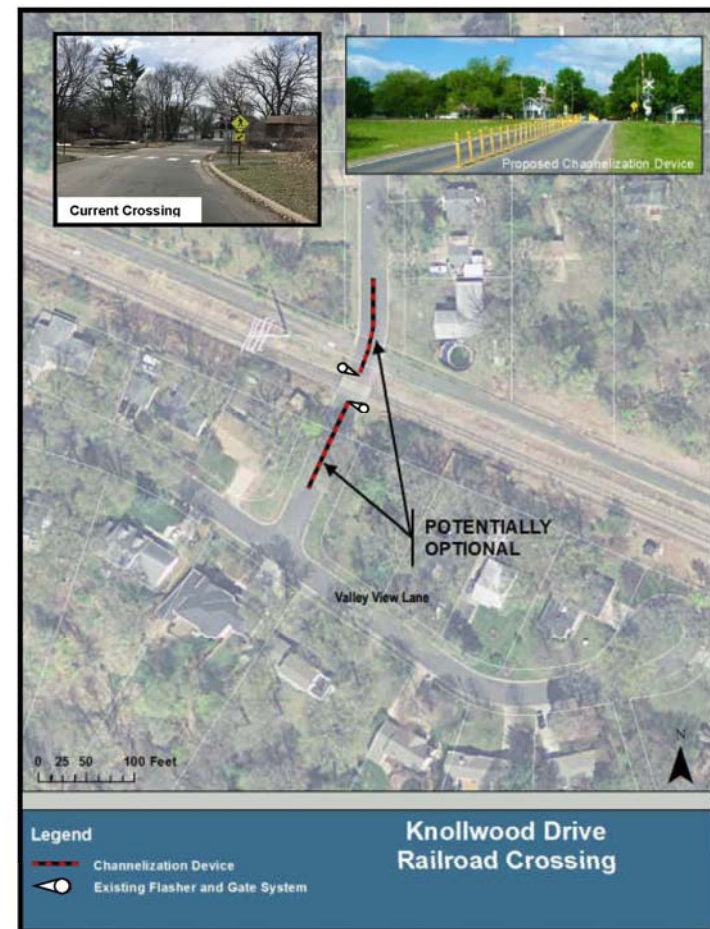 Current Crossing
Proposed Channelization Device
POTENTIALLY
OPTIONAL
Valley View Lane
0 25 50 100 Feet
N
Legend
Channelization Device
Existing Flasher and Gate System
Knollwood Drive
Railroad Crossing